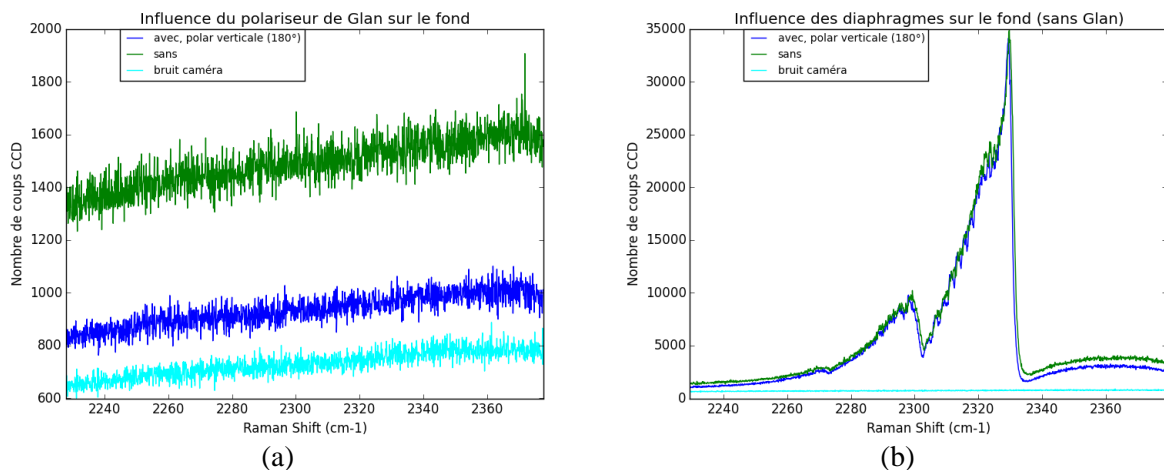 Influence du polariseur de Glan sur le fond
2000
1800
1600
1400
1200
1000
800
600
Nombre de coups CCD
avec, polar verticale (180°)
sans
bruit caméra
2240
2260
2280
2300
2320
2340
2360
Raman Shift (cm-1)
(a)
Influence des diaphragmes sur le fond (sans Glan)
35000
30000
25000
20000
15000
10000
5000
0
Nombre de coups CCD
avec, polar verticale (180°)
sans
bruit caméra
2240
2260
2280
2300
2320
2340
2360
Raman Shift (cm-1)
(b)